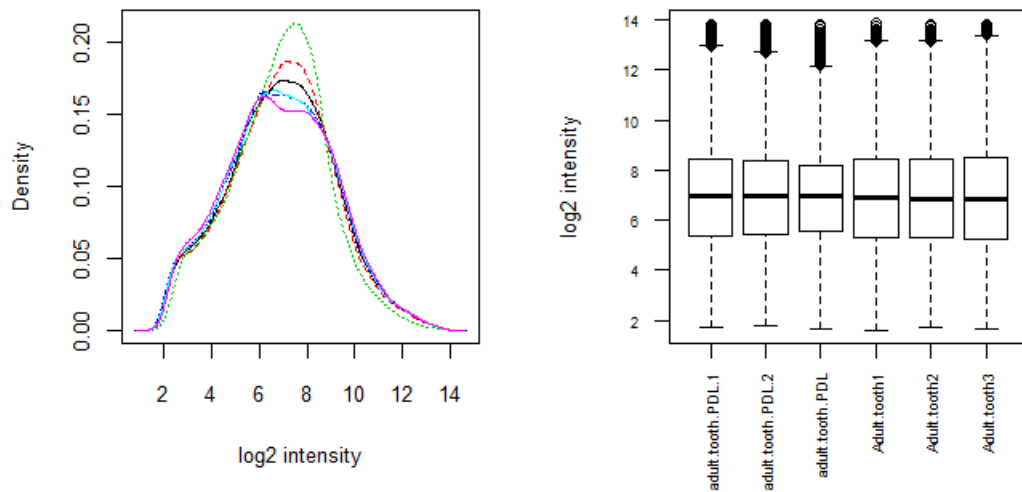 Density
0.00 0.05 0.10 0.15 0.20
2 4 6 8 10 12 14
log2 intensity
log2 intensity
2 4 6 8 10 12 14
adult.tooth.PDL.1
adult.tooth.PDL.2
adult.tooth.PDL
Adult.tooth1
Adult.tooth2
Adult.tooth3